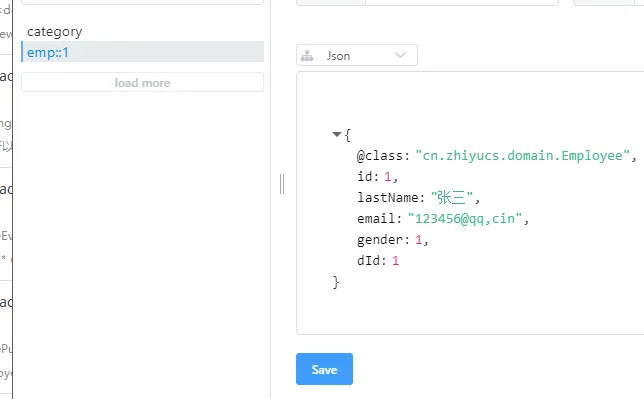 category
emp::1
load more
Json
{
@class: "cn.zhiyucs.domain.Employee",
id: 1,
lastName: "张三",
email: "123456@qq,cin",
gender: 1,
dId: 1
}
Save